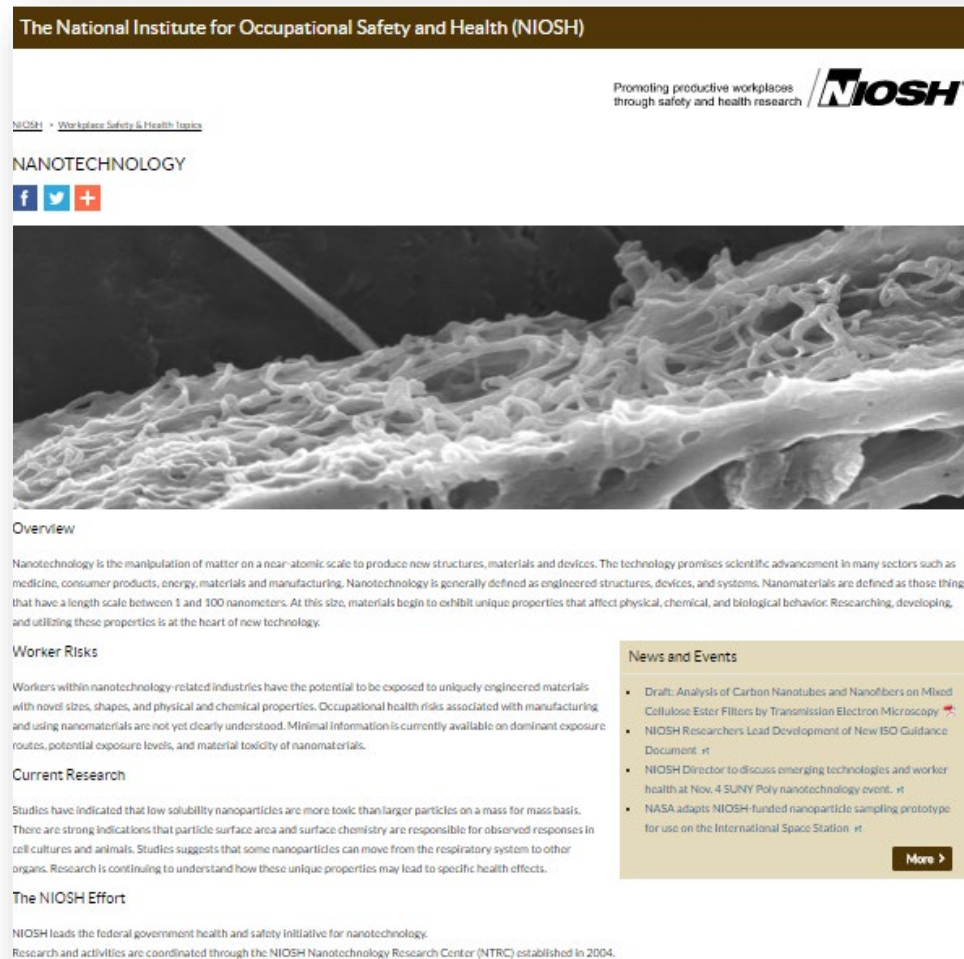 The National Institute for Occupational Safety and Health (NIOSH)
Promoting productive workplaces
through safety and health research
NIOSH
NIOSH > Workplace Safety & Health Topics
NANOTECHNOLOGY
Overview
Nanotechnology is the manipulation of matter on a near-atomic scale to produce new structures, materials and devices. The technology promises scientific advancement in many sectors such as
medicine, consumer products, energy, materials and manufacturing. Nanotechnology is generally defined as engineered structures, devices, and systems. Nanomaterials are defined as those thing
that have a length scale between 1 and 100 nanometers. At this size, materials begin to exhibit unique properties that affect physical, chemical, and biological behavior. Researching, developing,
and utilizing these properties is at the heart of new technology.
Worker Risks
Workers within nanotechnology-related industries have the potential to be exposed to uniquely engineered materials
with novel sizes, shapes, and physical and chemical properties. Occupational health risks associated with manufacturing
and using nanomaterials are not yet clearly understood. Minimal information is currently available on dominant exposure
routes, potential exposure levels, and material toxicity of nanomaterials.
Current Research
Studies have indicated that low solubility nanoparticles are more toxic than larger particles on a mass for mass basis.
There are strong indications that particle surface area and surface chemistry are responsible for observed responses in
cell cultures and animals. Studies suggests that some nanoparticles can move from the respiratory system to other
organs. Research is continuing to understand how these unique properties may lead to specific health effects.
The NIOSH Effort
NIOSH leads the federal government health and safety initiative for nanotechnology.
Research and activities are coordinated through the NIOSH Nanotechnology Research Center (NTRC) established in 2004.
News and Events
Draft: Analysis of Carbon Nanotubes and Nanofibers on Mixed
Cellulose Ester Filters by Transmission Electron Microscopy
NIOSH Researchers Lead Development of New ISO Guidance
Document
NIOSH Director to discuss emerging technologies and worker
health at Nov. 4 SUNY Poly nanotechnology event.
NASA adapts NIOSH-funded nanoparticle sampling prototype
for use on the International Space Station
More >